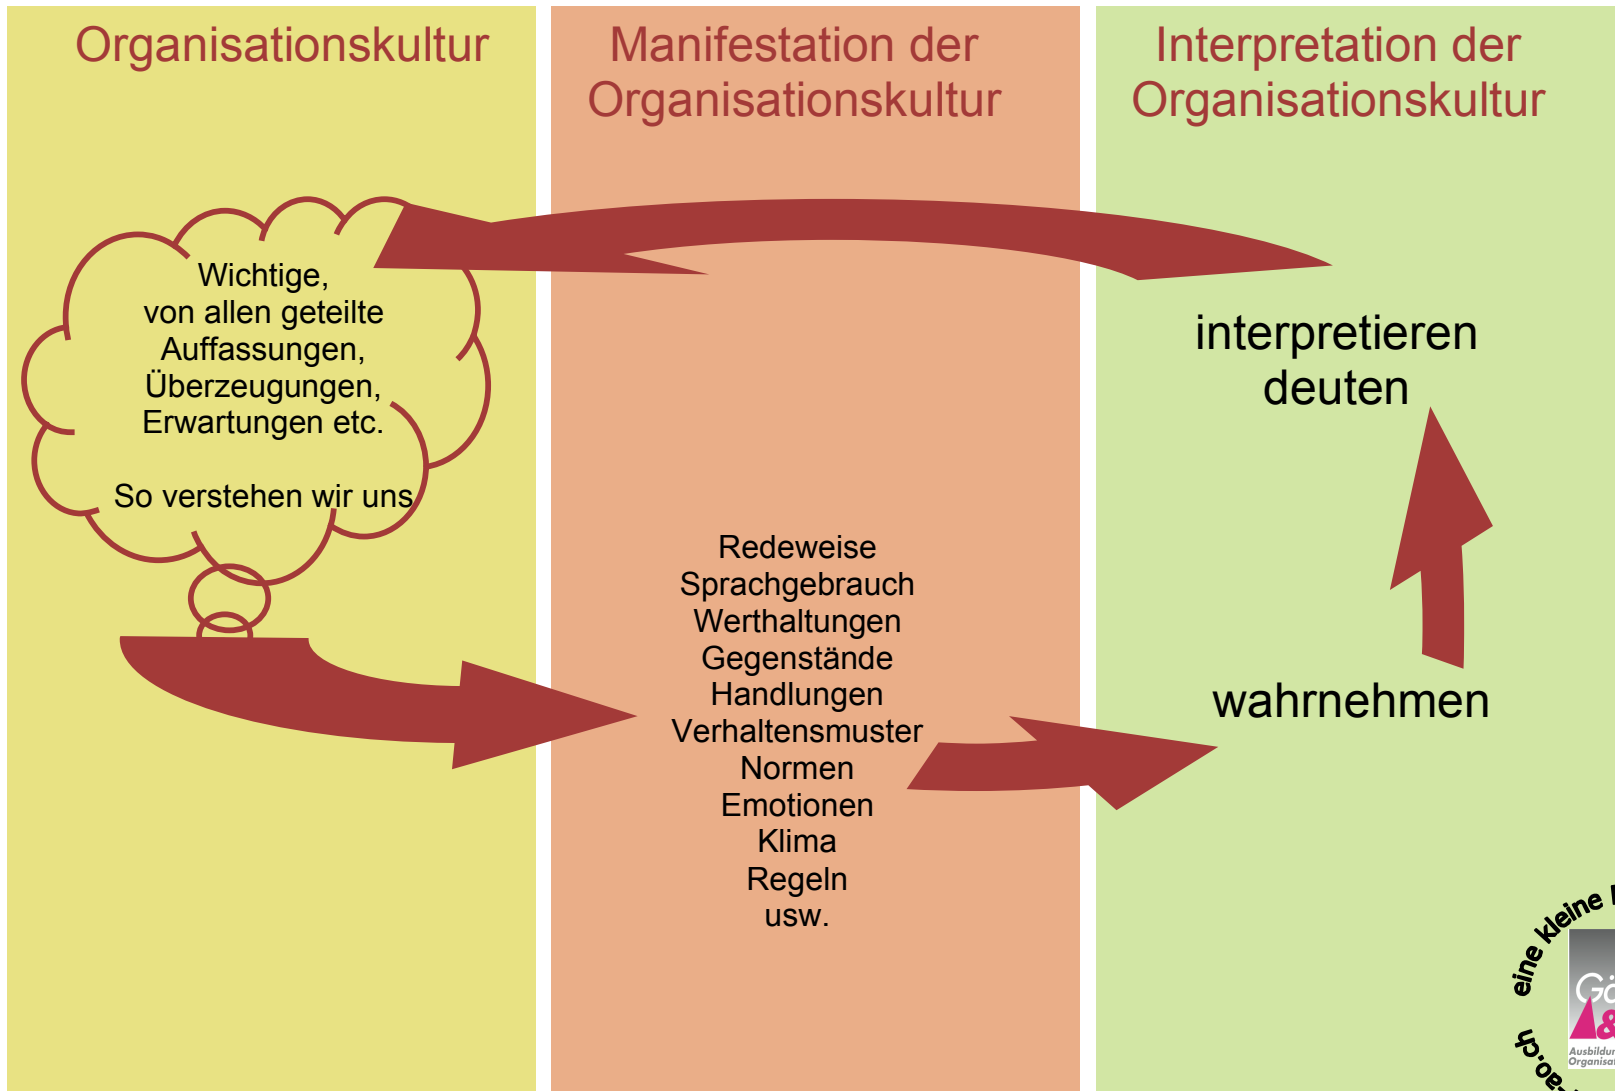 Organisationskultur
Wichtige,
von allen geteilte
Auffassungen,
Überzeugungen,
Erwartungen etc.
So verstehen wir uns
Manifestation der
Organisationskultur
Redeweise
Sprachgebrauch
Werthaltungen
Gegenstände
Handlungen
Verhaltensmuster
Normen
Emotionen
Klima
Regeln
usw.
Interpretation der
Organisationskultur
interpretieren
deuten
wahrnehmen
eine kleine
&